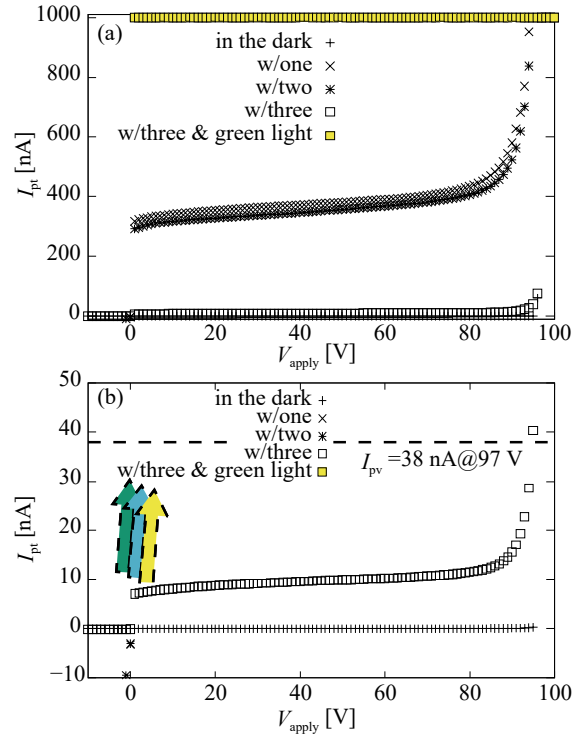 (a)
in the dark
w/one
w/two
w/three
w/three & green light
1000
800
600
400
200
0
I_pt [nA]
0 20 40 60 80 100
V_apply [V]
(b)
in the dark
w/one
w/two
w/three
w/three & green light
I_pv =38 nA@97 V
50
40
30
20
10
0
−10
I_pt [nA]
0 20 40 60 80 100
V_apply [V]